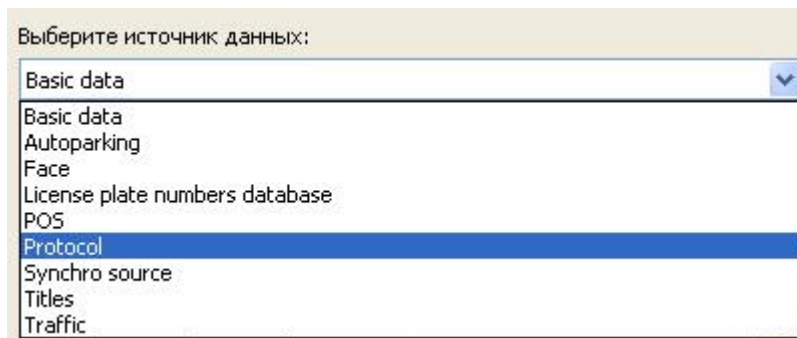 Выберите источник данных:
Basic data
Basic data
Autoparking
Face
License plate numbers database
POS
Protocol
Synchro source
Titles
Traffic